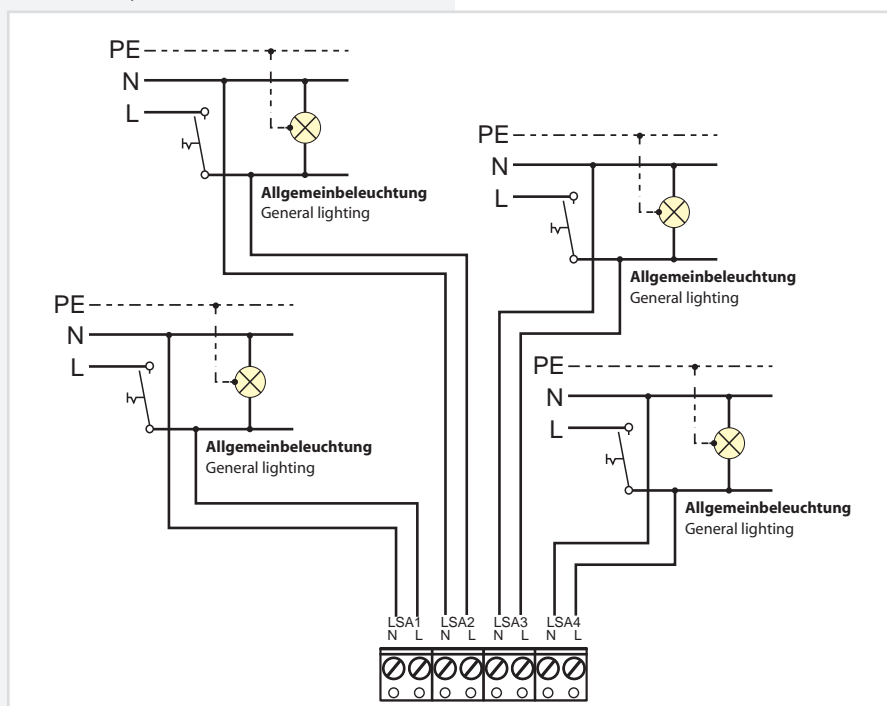 PE
N
L
Allgemeinbeleuchtung
General lighting
PE
N
L
Allgemeinbeleuchtung
General lighting
PE
N
L
Allgemeinbeleuchtung
General lighting
PE
N
L
Allgemeinbeleuchtung
General lighting
LSA1 LSA2 LSA3 LSA4
N L N L N L N L